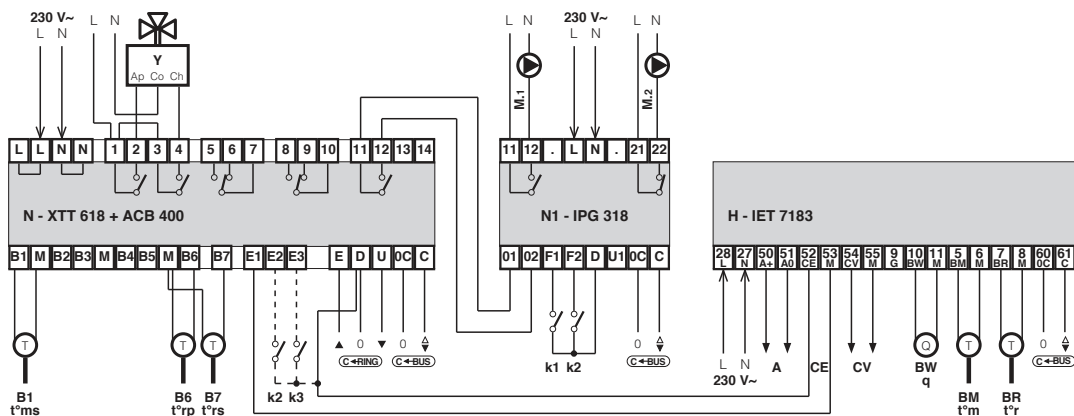 230 V~ L N L N 230 V~ L N
L N L N L N
Y
Ap Co Ch
M.1 M.2
L L N N 1 2 3 4 5 6 7 8 9 10 11 12 13 14 11 12 . L N . 21 22
N - XTT 618 + ACB 400 N1 - IPG 318 H - IET 7183
B1 M B2 B3 M B4 B5 M B6 B7 E1 E2 E3 E D U 0C C 01 02 F1 F2 D U1 0C C 28 27 50 51 52 53 54 55 9 10 11 5 6 7 8 60 61
L N A+ A0 CE M CV M G BW M BM M BR M 0C C
T T T ▲ 0 ▼ 0 0 Q T T 0
C◄RING C◄BUS C◄BUS C◄BUS
k1 k2
k2 k3
L N
230 V~ A CE CV
B1 B6 B7 BW BM BR
t°ms t°rp t°rs q t°m t°r